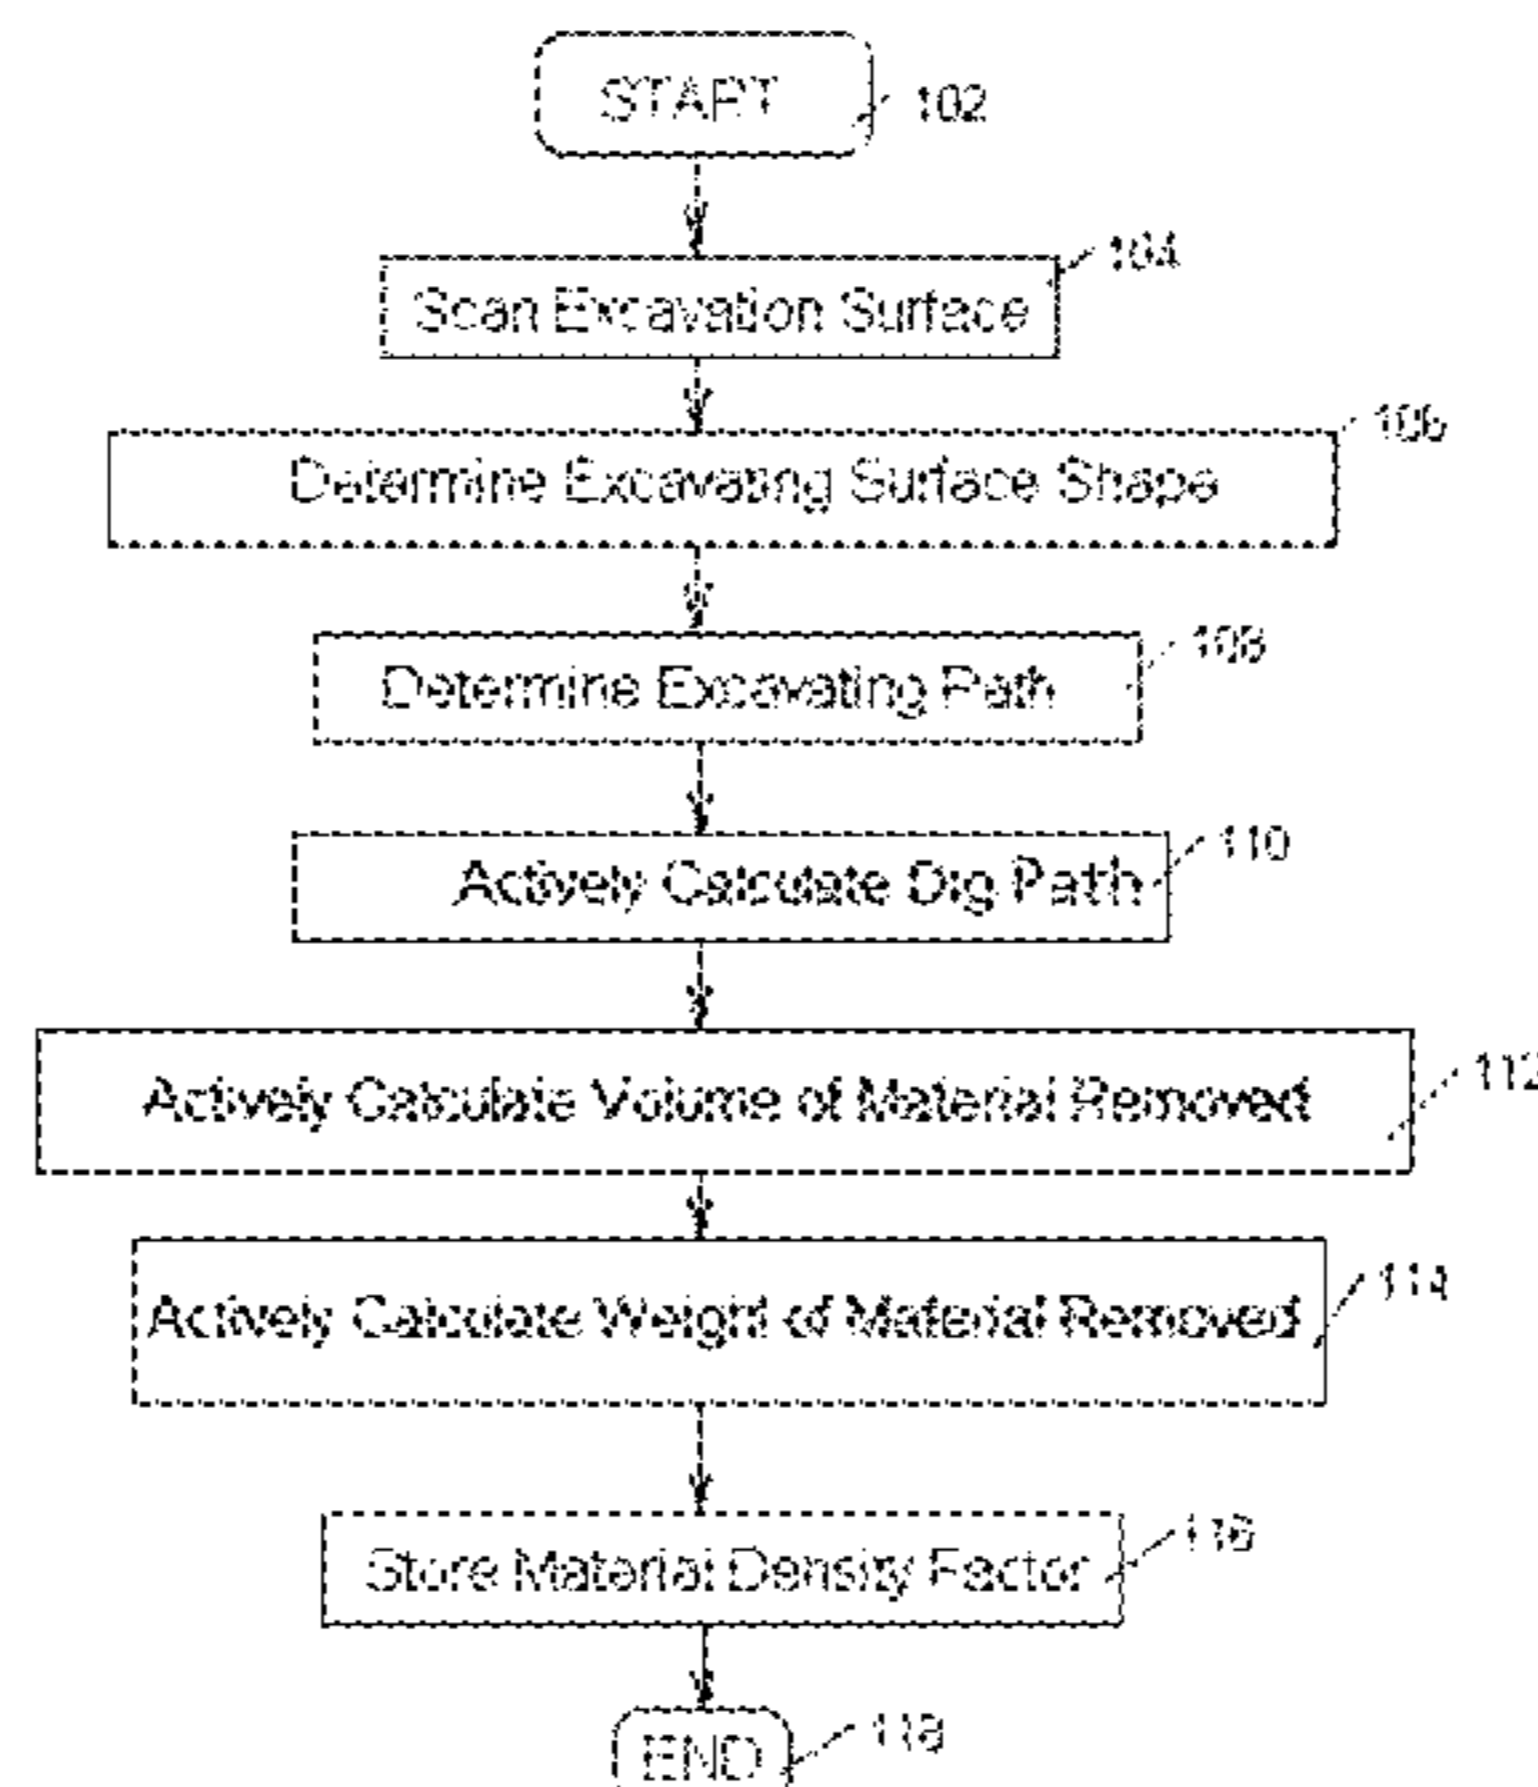 START 102
104
Scan Excavation Surface
106
Determine Excavating Surface Shape
108
Determine Excavating Path
110
Actively Calculate Dig Path
112
Actively Calculate Volume of Material Removed
114
Actively Calculate Weight of Material Removed
116
Store Material Density Factor
118
END